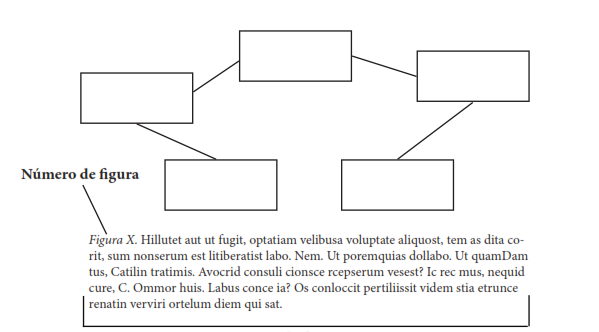 Número de figura
Figura X. Hillutet aut ut fugit, optatiam velibusa voluptate aliquost, tem as dita co-
rit, sum nonserum est litiberatist labo. Nem. Ut poremquias dollabo. Ut quamDam
tus, Catilin tratimis. Avocrid consuli cionsce rcepserum vesest? Ic rec mus, nequid
cure, C. Ommor huis. Labus conce ia? Os conloccit pertiliissit videm stia etrunce
renatin verviri ortelum diem qui sat.